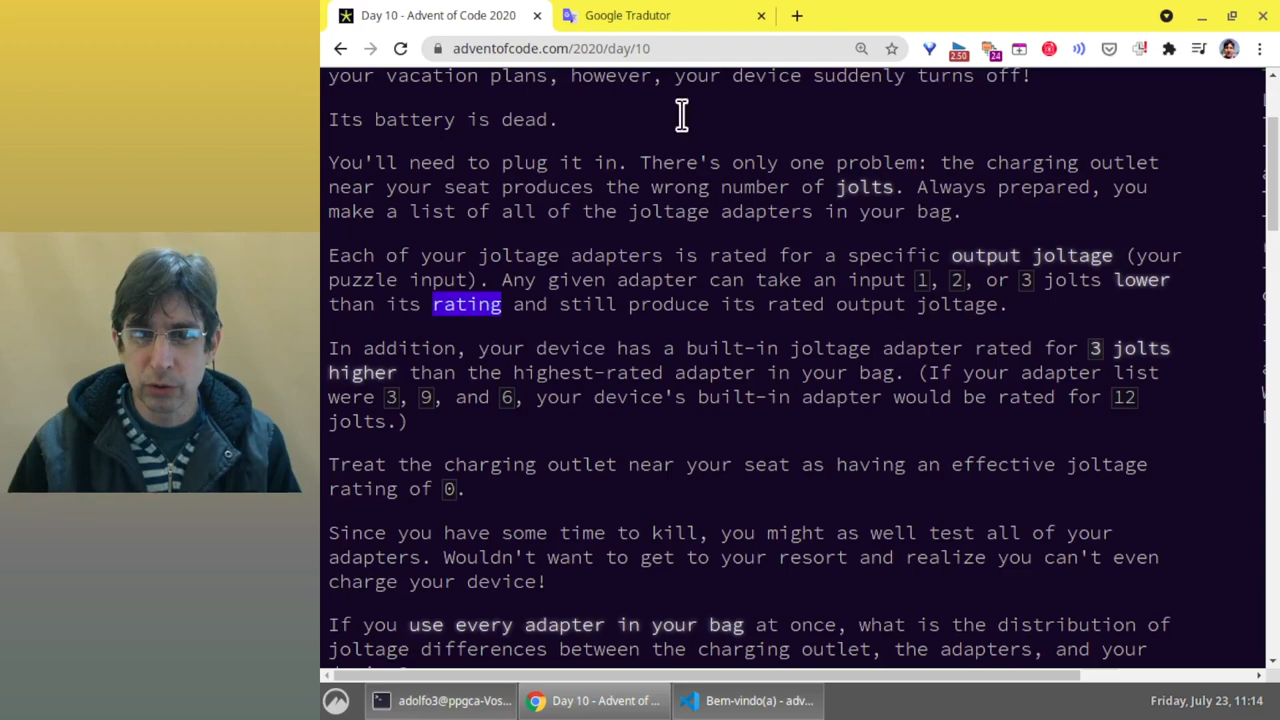 Day 10 - Advent of Code 2020
Google Tradutor
adventofcode.com/2020/day/10
2.50
24
your vacation plans, however, your device suddenly turns off!
Its battery is dead.
You'll need to plug it in. There's only one problem: the charging outlet
near your seat produces the wrong number of jolts. Always prepared, you
make a list of all of the joltage adapters in your bag.
Each of your joltage adapters is rated for a specific output joltage (your
puzzle input). Any given adapter can take an input 1, 2, or 3 jolts lower
than its rating and still produce its rated output joltage.
In addition, your device has a built-in joltage adapter rated for 3 jolts
higher than the highest-rated adapter in your bag. (If your adapter list
were 3, 9, and 6, your device's built-in adapter would be rated for 12
jolts.)
Treat the charging outlet near your seat as having an effective joltage
rating of 0.
Since you have some time to kill, you might as well test all of your
adapters. Wouldn't want to get to your resort and realize you can't even
charge your device!
If you use every adapter in your bag at once, what is the distribution of
joltage differences between the charging outlet, the adapters, and your
adolfo3@ppgca-Vos...
Day 10 - Advent of ...
Bem-vindo(a) - adv...
Friday, July 23, 11:14